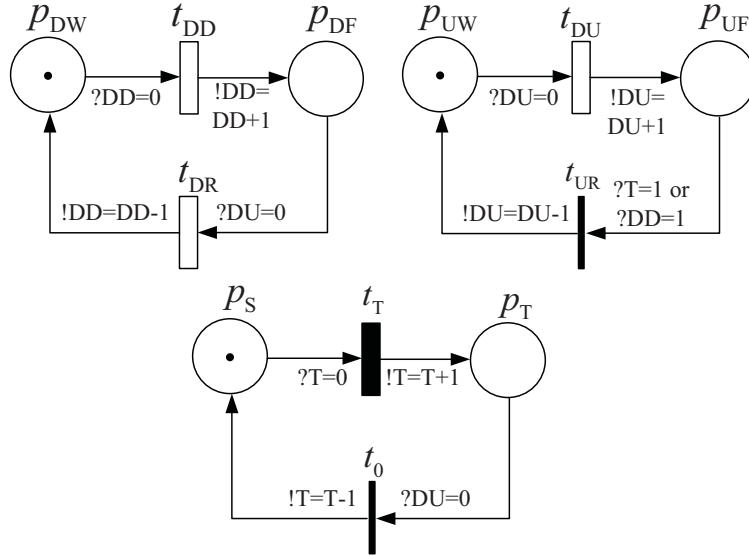 p_DW t_DD p_DF
?DD=0 !DD=
DD+1
t_DR
!DD=DD-1 ?DU=0
p_UW t_DU p_UF
?DU=0 !DU=
DU+1
t_UR ?T=1 or
!DU=DU-1 ?DD=1
p_S t_T p_T
?T=0 !T=T+1
t_0
!T=T-1 ?DU=0